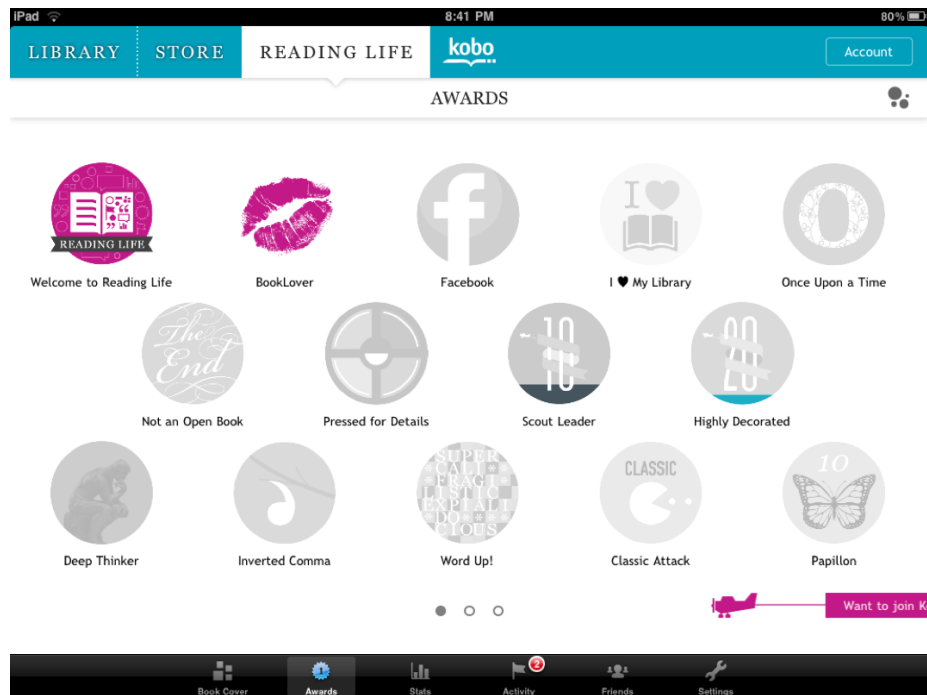 iPad 8:41 PM 80%
LIBRARY STORE READING LIFE kobo Account
AWARDS
READING LIFE
I
O
Welcome to Reading Life BookLover Facebook I ♥ My Library Once Upon a Time
The End
10
20
Not an Open Book Pressed for Details Scout Leader Highly Decorated
SUPER
CALI
FRAGI
LISTIC
EXPIALI
DO
CIOUS
CLASSIC
10
Deep Thinker Inverted Comma Word Up! Classic Attack Papillon
Want to join K
1
2
Book Cover Awards Stats Activity Friends Settings